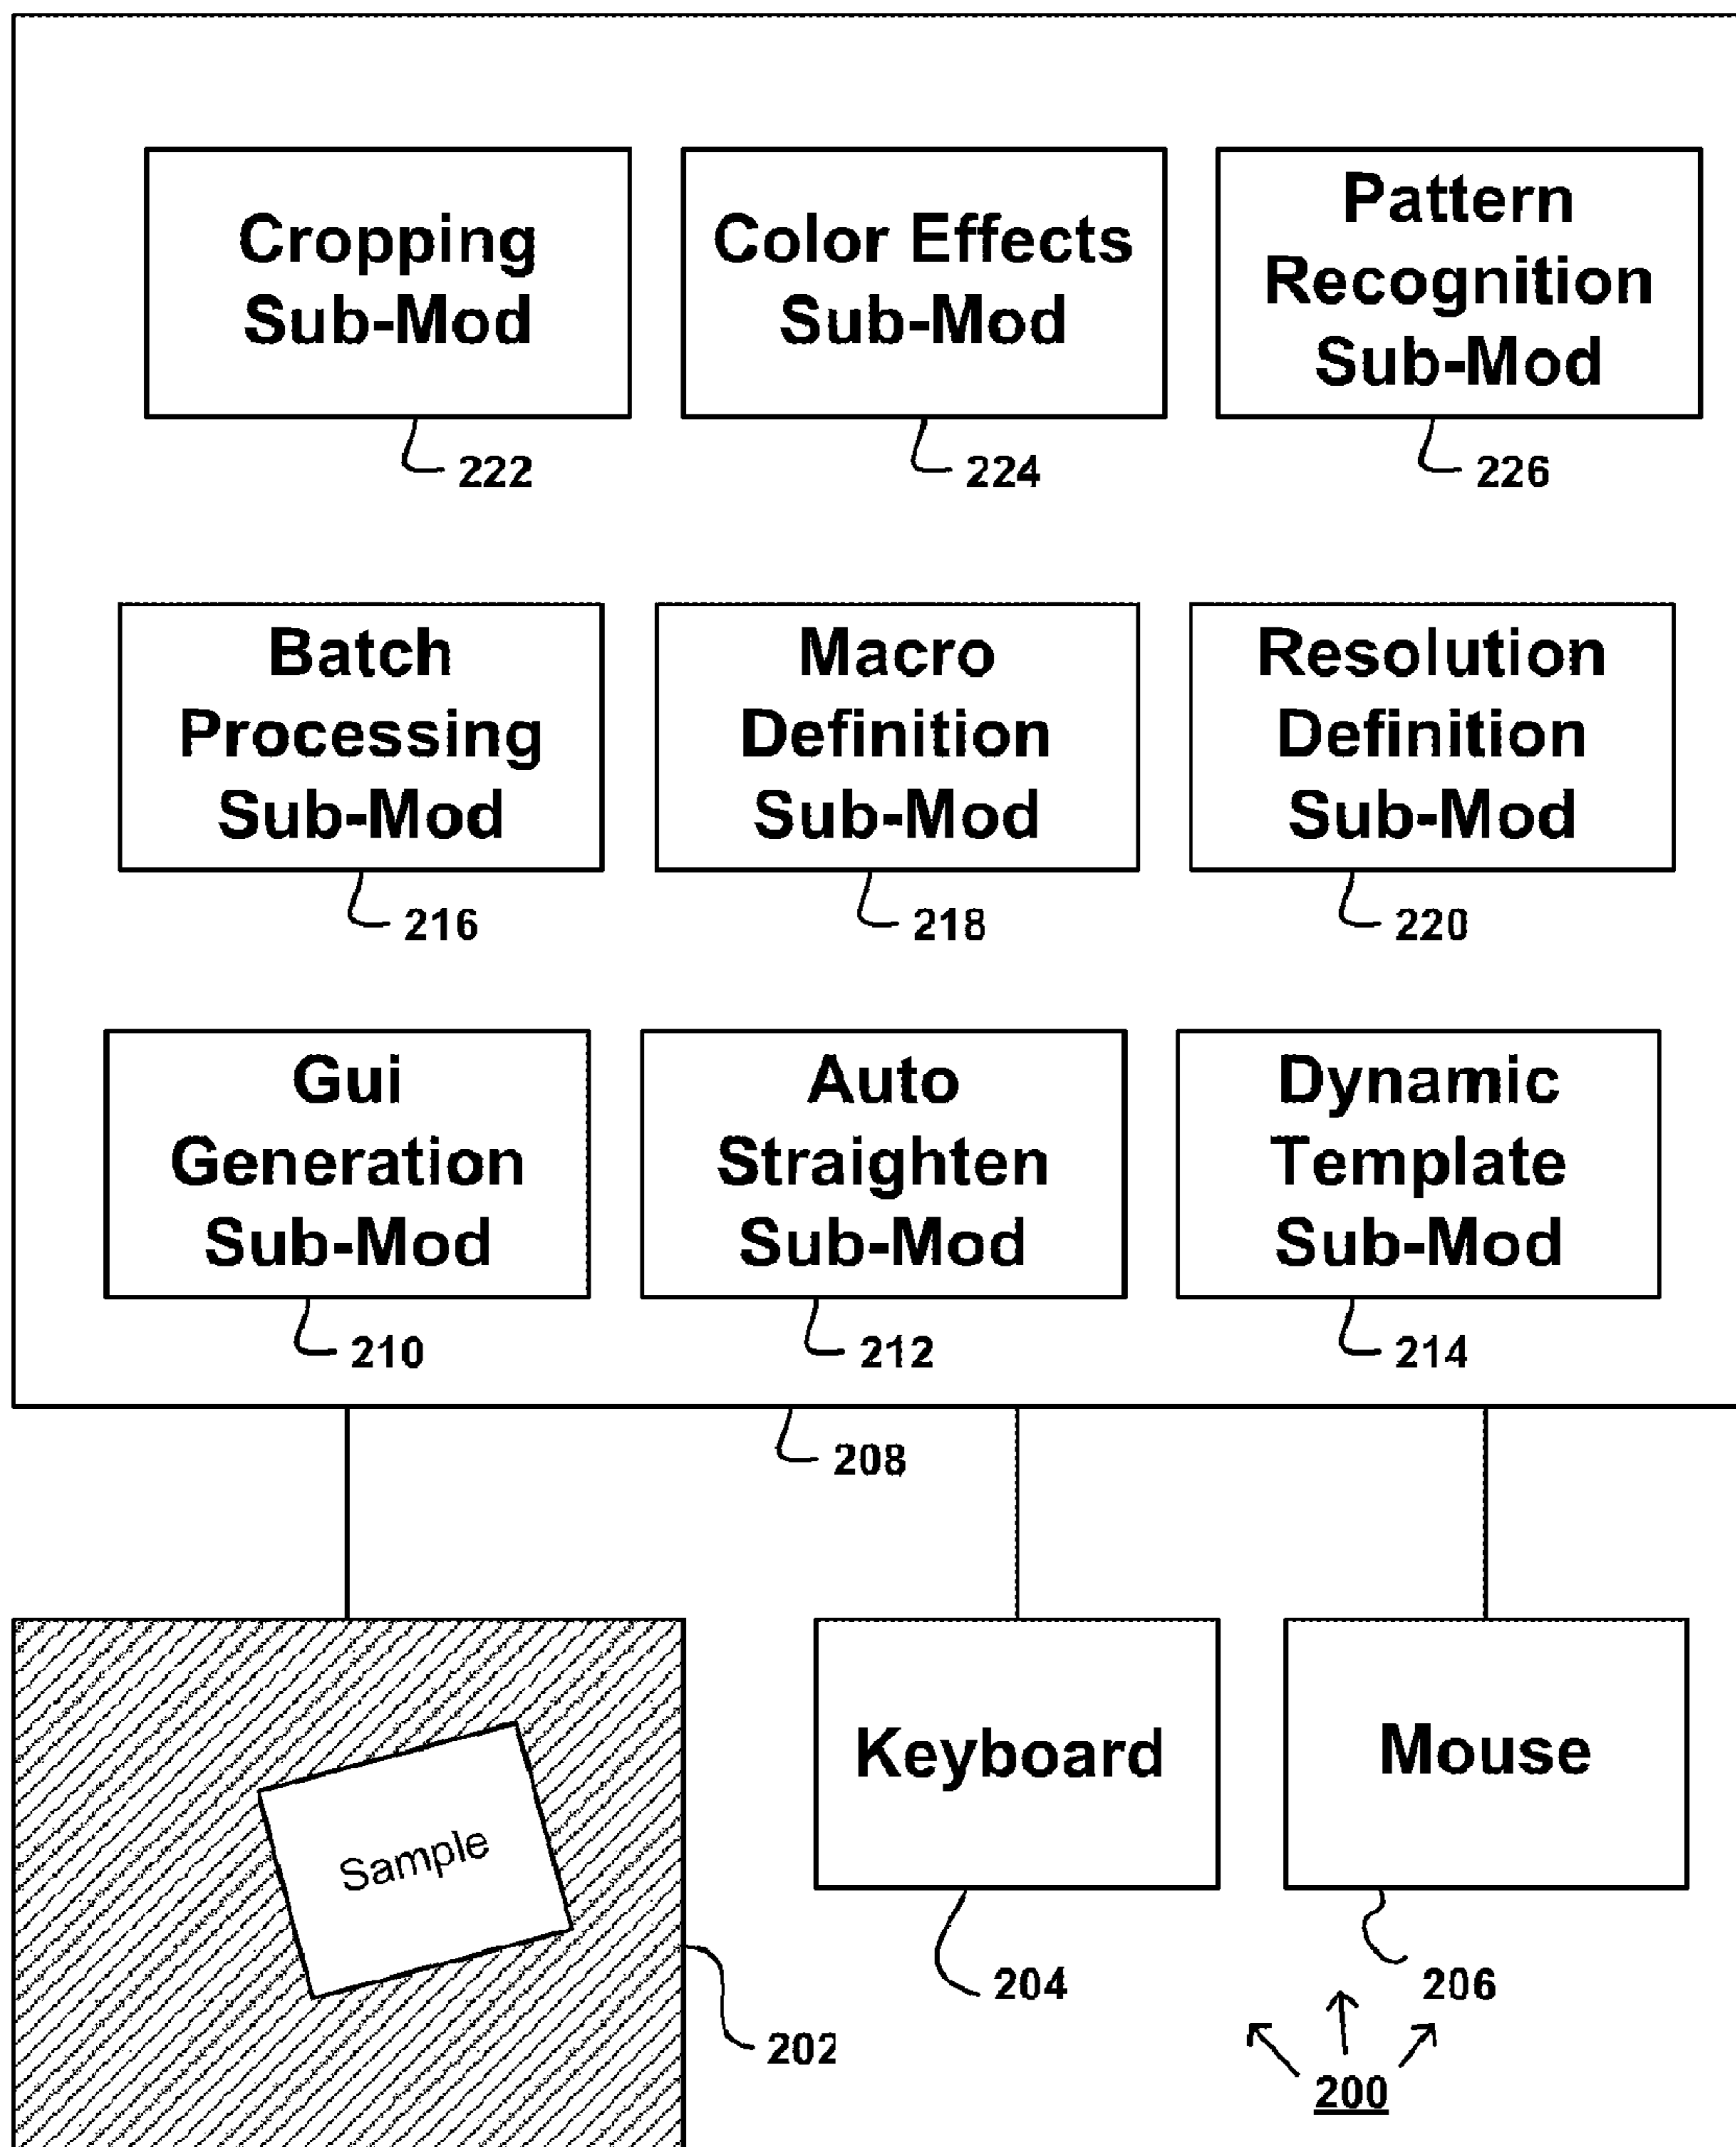 Cropping
Sub-Mod
222
Color Effects
Sub-Mod
224
Pattern
Recognition
Sub-Mod
226
Batch
Processing
Sub-Mod
216
Macro
Definition
Sub-Mod
218
Resolution
Definition
Sub-Mod
220
Gui
Generation
Sub-Mod
210
Auto
Straighten
Sub-Mod
212
Dynamic
Template
Sub-Mod
214
208
Sample
202
Keyboard
204
Mouse
206
200